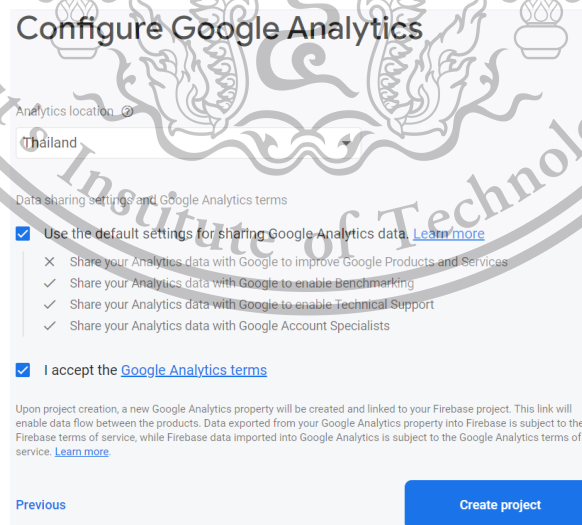 Configure Google Analytics
Analytics location
Thailand
's Institute of Technol
Data sharing settings and Google Analytics terms
Use the default settings for sharing Google Analytics data. Learn more
Share your Analytics data with Google to improve Google Products and Services
Share your Analytics data with Google to enable Benchmarking
Share your Analytics data with Google to enable Technical Support
Share your Analytics data with Google Account Specialists
I accept the Google Analytics terms
Upon project creation, a new Google Analytics property will be created and linked to your Firebase project. This link will
enable data flow between the products. Data exported from your Google Analytics property into Firebase is subject to the
Firebase terms of service, while Firebase data imported into Google Analytics is subject to the Google Analytics terms of
service. Learn more.
Previous
Create project